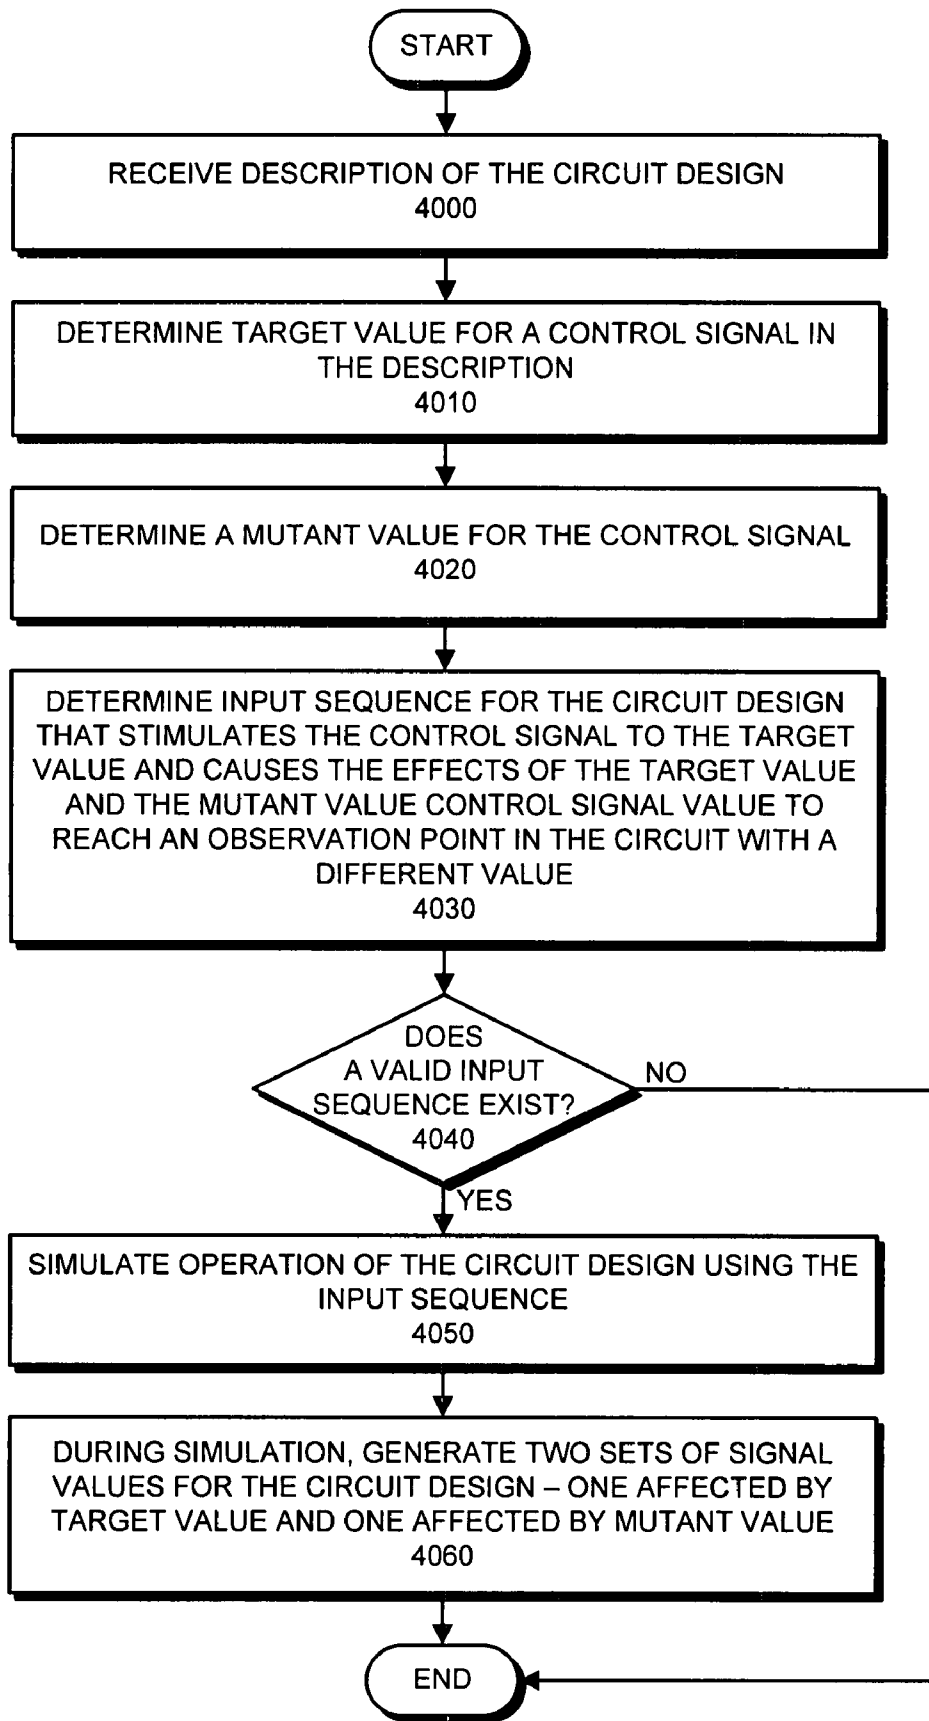 START
RECEIVE DESCRIPTION OF THE CIRCUIT DESIGN
4000
DETERMINE TARGET VALUE FOR A CONTROL SIGNAL IN
THE DESCRIPTION
4010
DETERMINE A MUTANT VALUE FOR THE CONTROL SIGNAL
4020
DETERMINE INPUT SEQUENCE FOR THE CIRCUIT DESIGN
THAT STIMULATES THE CONTROL SIGNAL TO THE TARGET
VALUE AND CAUSES THE EFFECTS OF THE TARGET VALUE
AND THE MUTANT VALUE CONTROL SIGNAL VALUE TO
REACH AN OBSERVATION POINT IN THE CIRCUIT WITH A
DIFFERENT VALUE
4030
DOES
A VALID INPUT
SEQUENCE EXIST?
4040
NO
YES
SIMULATE OPERATION OF THE CIRCUIT DESIGN USING THE
INPUT SEQUENCE
4050
DURING SIMULATION, GENERATE TWO SETS OF SIGNAL
VALUES FOR THE CIRCUIT DESIGN – ONE AFFECTED BY
TARGET VALUE AND ONE AFFECTED BY MUTANT VALUE
4060
END